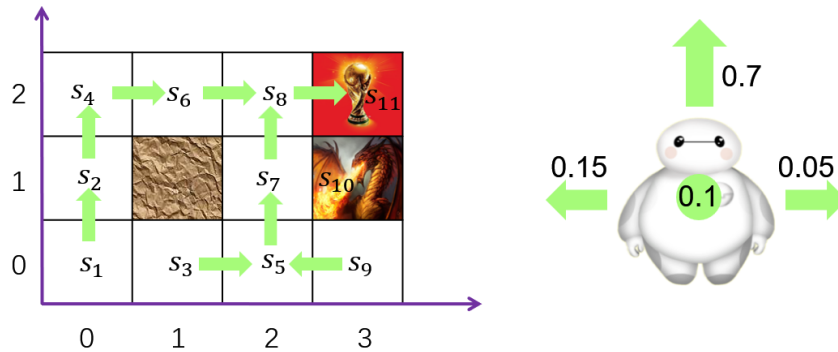 2 s₄ s₆ s₈ s₁₁
1 s₂ s₇ s₁₀
0 s₁ s₃ s₅ s₉
0 1 2 3
0.7
0.15 0.05
0.1